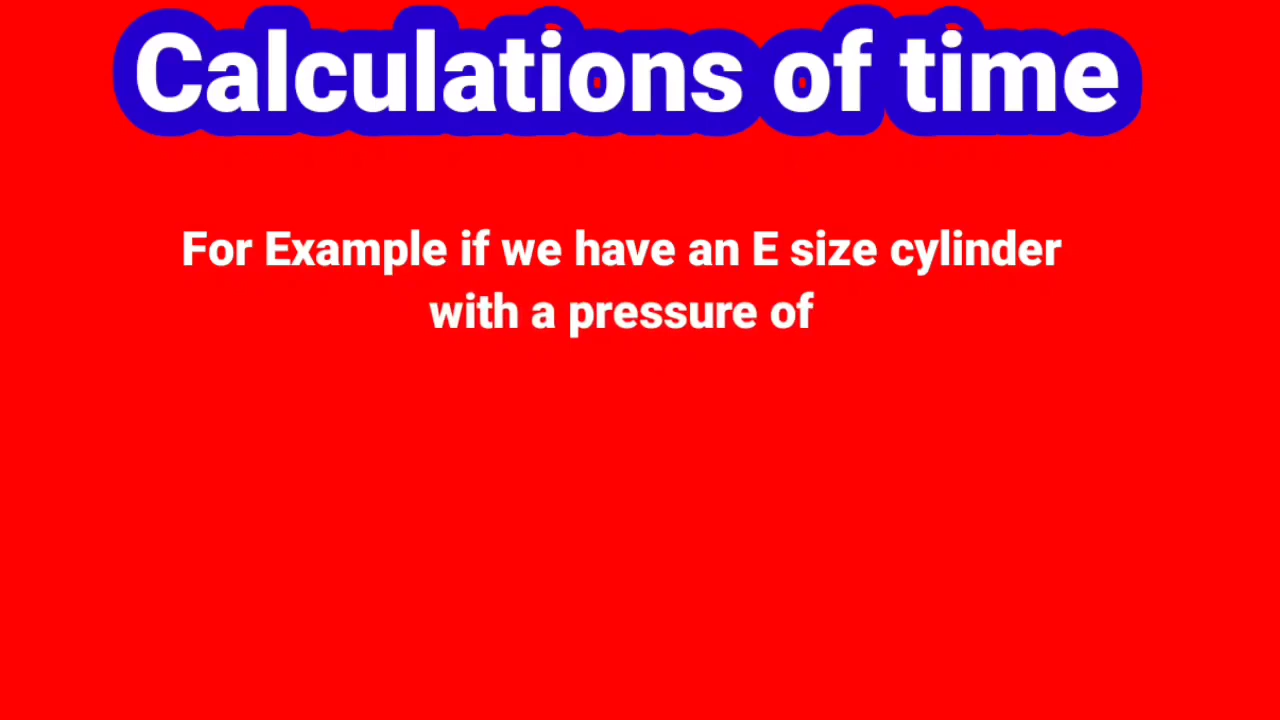 Calculations of time
For Example if we have an E size cylinder
with a pressure of